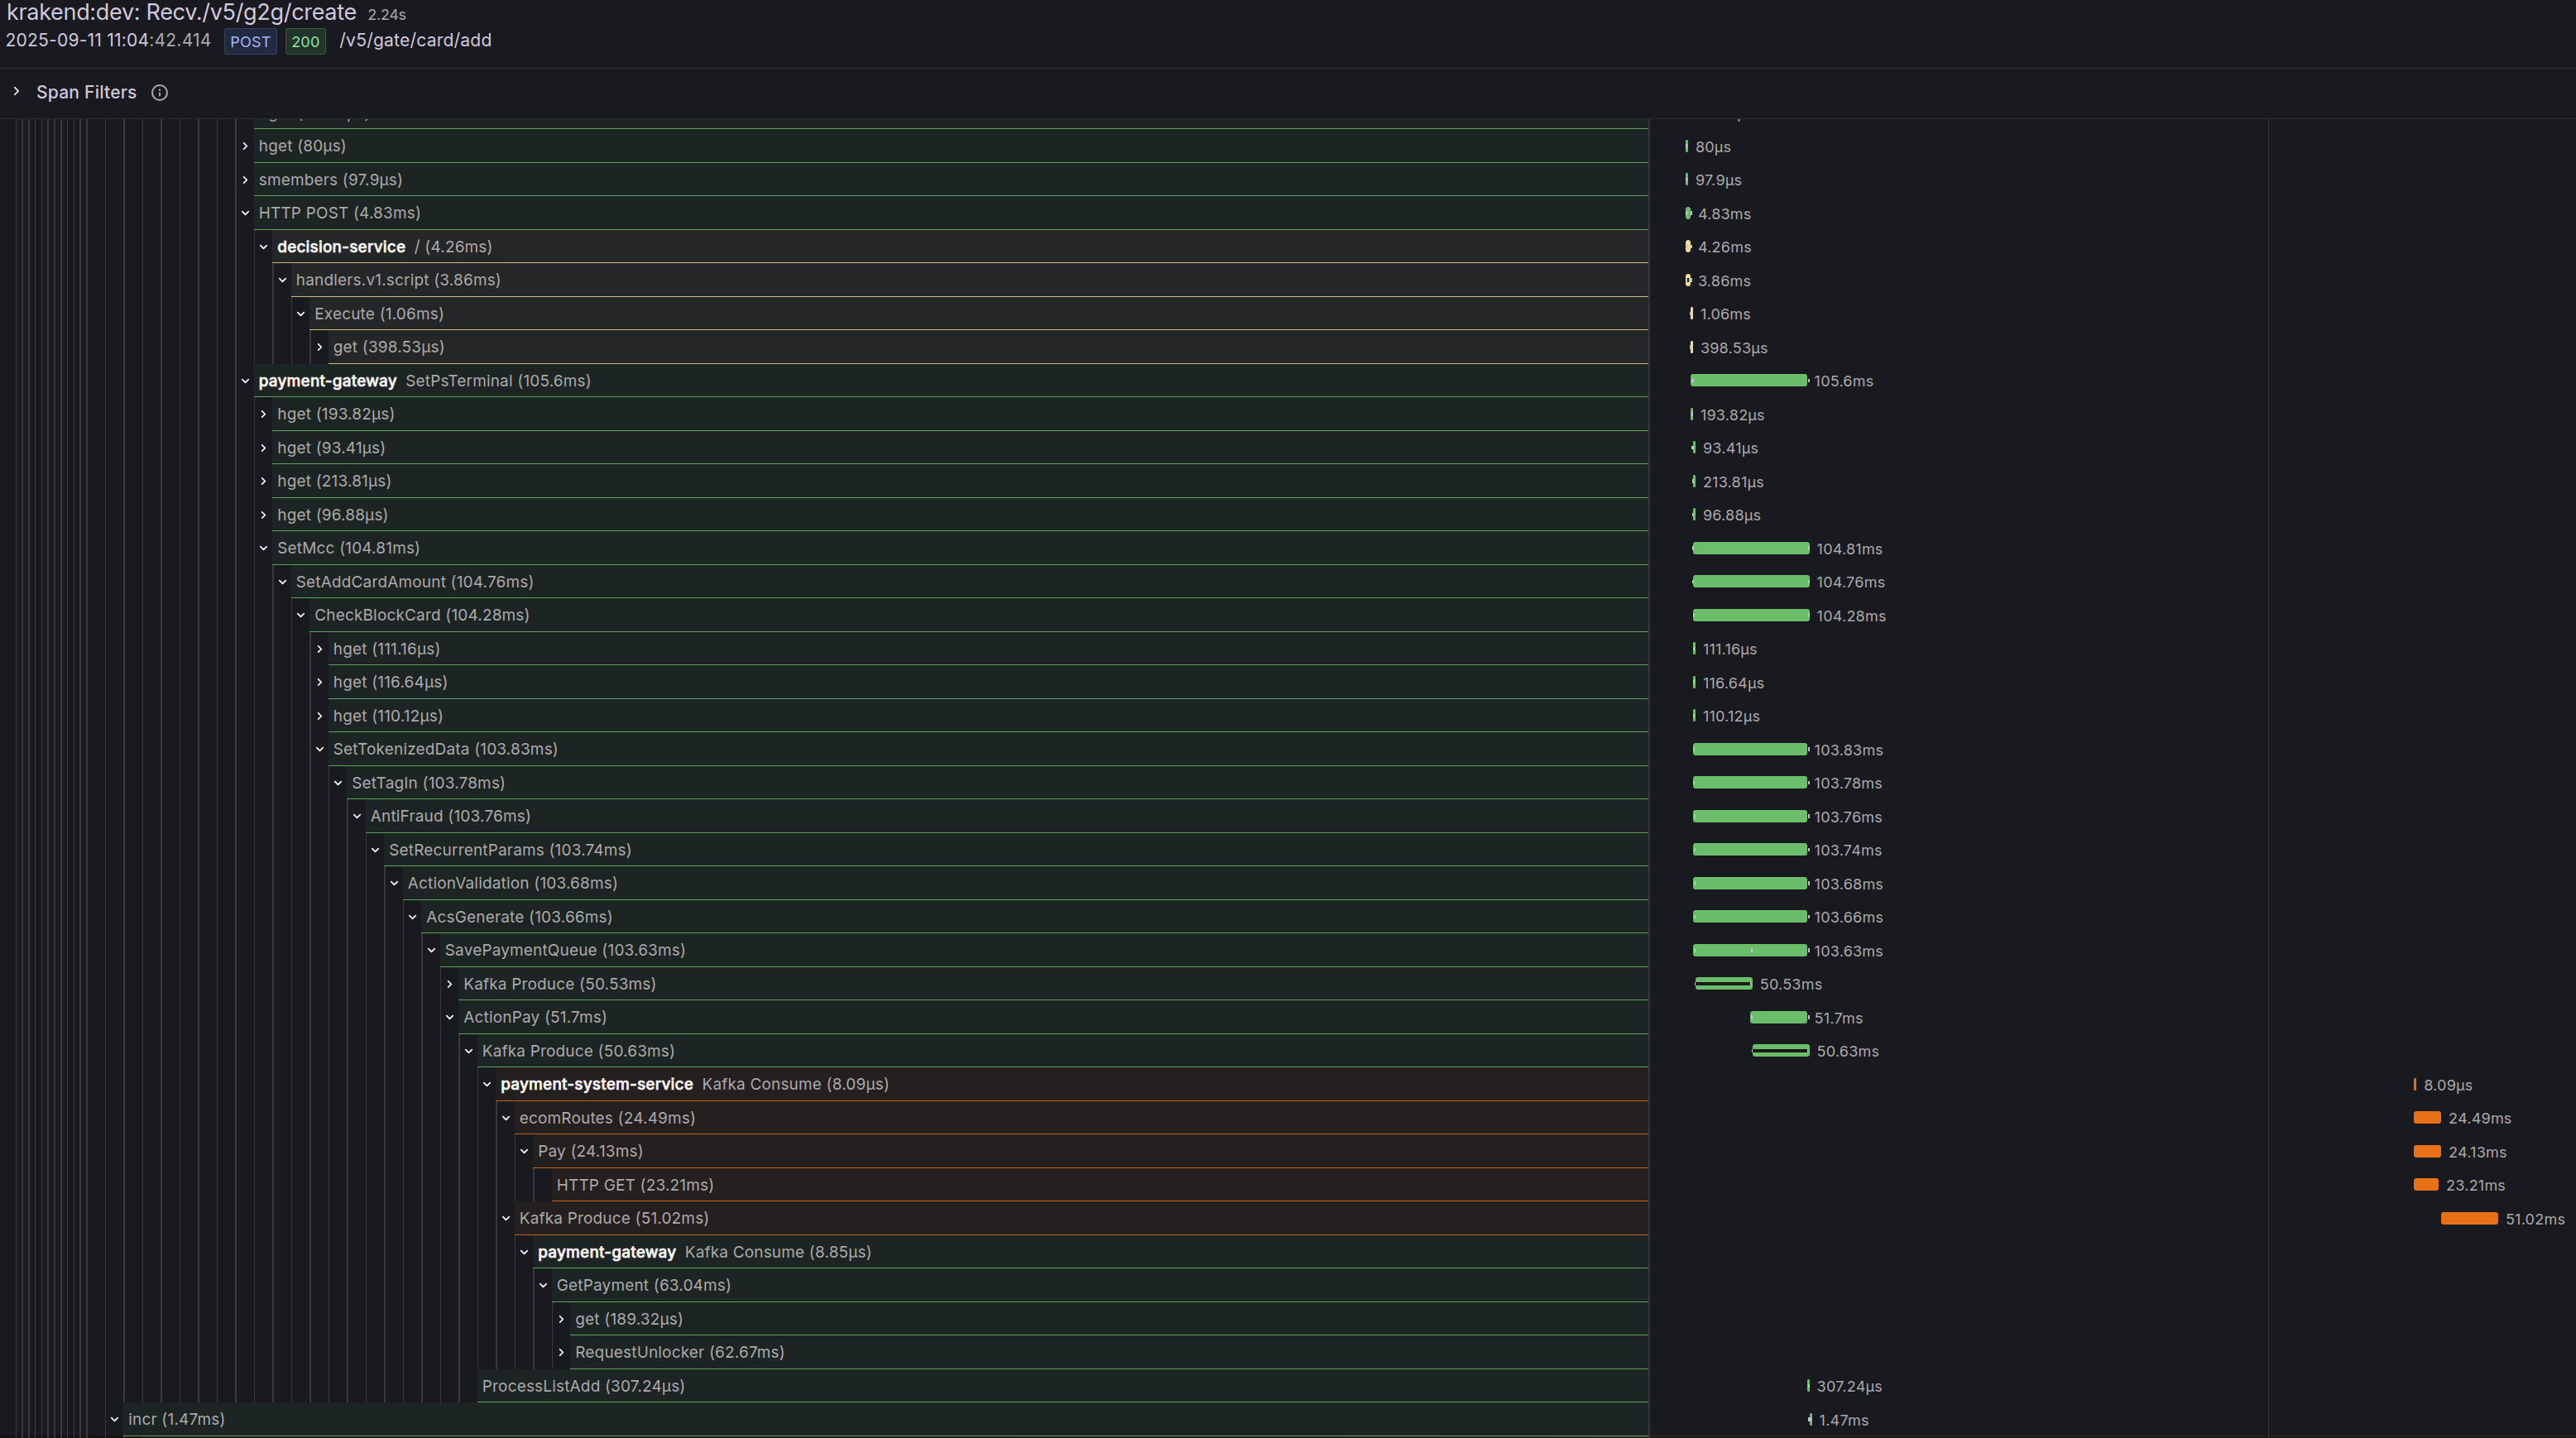 krakend:dev: Recv./v5/g2g/create 2.24s
2025-09-11 11:04:42.414 POST 200 /v5/gate/card/add
Span Filters
hget (80μs) 80μs
smembers (97.9μs) 97.9μs
HTTP POST (4.83ms) 4.83ms
decision-service / (4.26ms) 4.26ms
handlers.v1.script (3.86ms) 3.86ms
Execute (1.06ms) 1.06ms
get (398.53μs) 398.53μs
payment-gateway SetPsTerminal (105.6ms) 105.6ms
hget (193.82μs) 193.82μs
hget (93.41μs) 93.41μs
hget (213.81μs) 213.81μs
hget (96.88μs) 96.88μs
SetMcc (104.81ms) 104.81ms
SetAddCardAmount (104.76ms) 104.76ms
CheckBlockCard (104.28ms) 104.28ms
hget (111.16μs) 111.16μs
hget (116.64μs) 116.64μs
hget (110.12μs) 110.12μs
SetTokenizedData (103.83ms) 103.83ms
SetTagIn (103.78ms) 103.78ms
AntiFraud (103.76ms) 103.76ms
SetRecurrentParams (103.74ms) 103.74ms
ActionValidation (103.68ms) 103.68ms
AcsGenerate (103.66ms) 103.66ms
SavePaymentQueue (103.63ms) 103.63ms
Kafka Produce (50.53ms) 50.53ms
ActionPay (51.7ms) 51.7ms
Kafka Produce (50.63ms) 50.63ms
payment-system-service Kafka Consume (8.09μs) 8.09μs
ecomRoutes (24.49ms) 24.49ms
Pay (24.13ms) 24.13ms
HTTP GET (23.21ms) 23.21ms
Kafka Produce (51.02ms) 51.02ms
payment-gateway Kafka Consume (8.85μs)
GetPayment (63.04ms)
get (189.32μs)
RequestUnlocker (62.67ms)
ProcessListAdd (307.24μs) 307.24μs
incr (1.47ms) 1.47ms